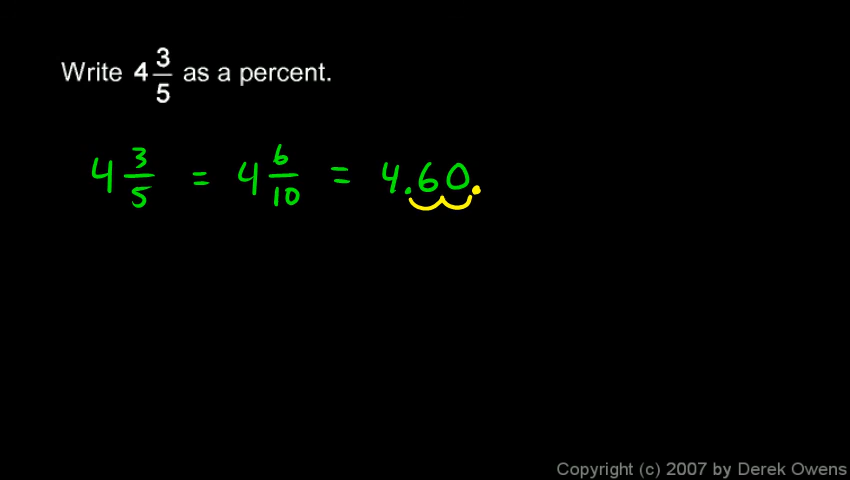 Write 4 3/5 as a percent.
4 3/5 = 4 6/10 = 4.60.
Copyright (c) 2007 by Derek Owens